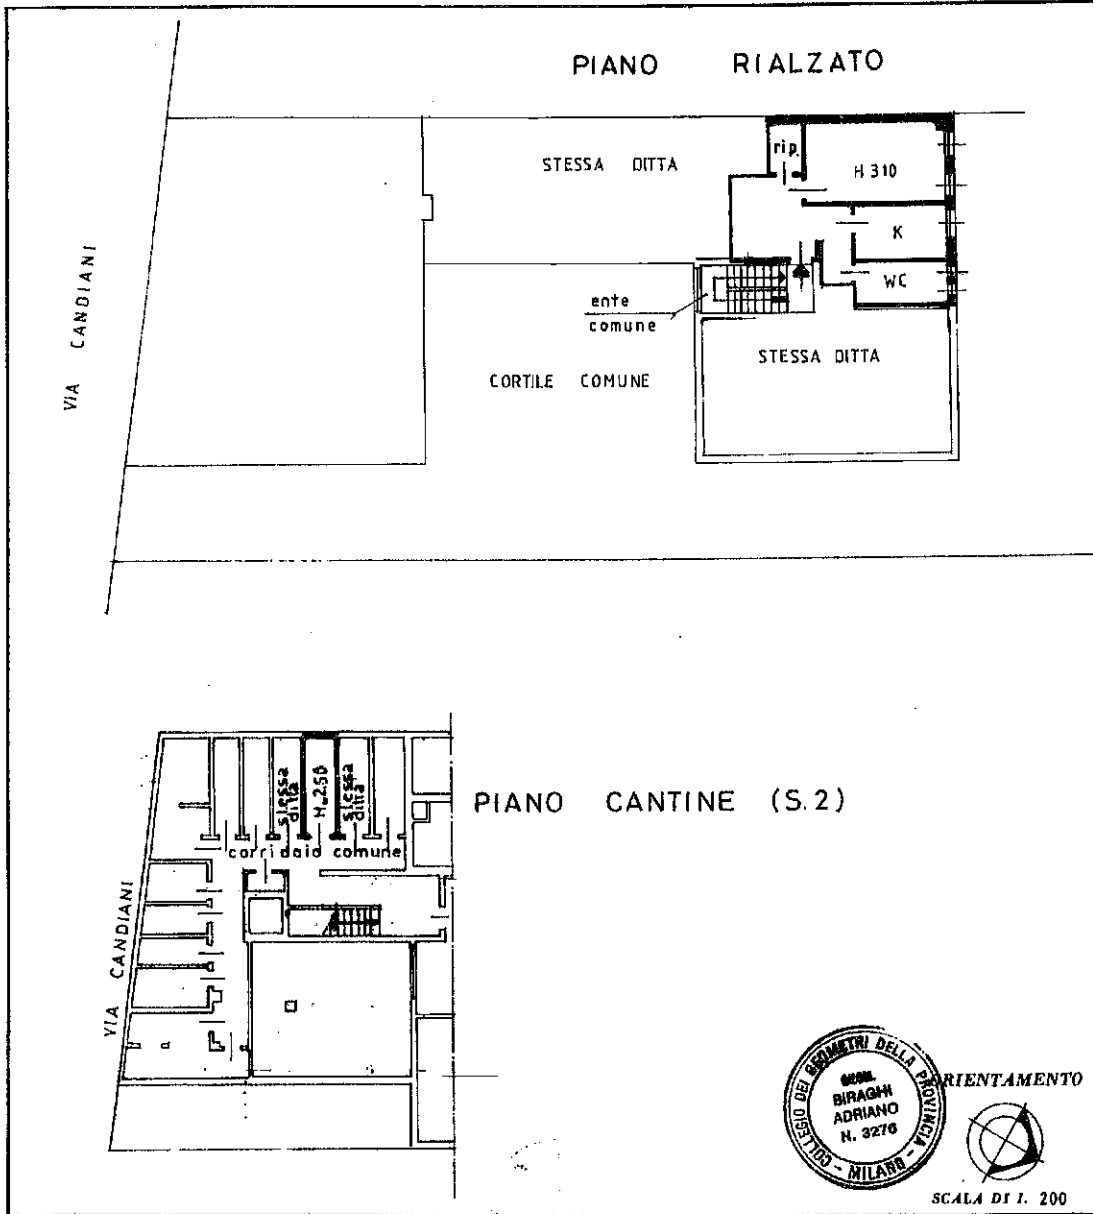 PIANO RIALZATO
STESSA DITTA
rip.
H 310
K
WC
ente
comune
STESSA DITTA
CORTILE COMUNE
VIA CANDIANI
PIANO CANTINE (S.2)
stessa
ditta
H.250
stessa
ditta
corridoio comune
VIA CANDIANI
COLLEGIO DEI GEOMETRI DELLA PROVINCIA - MILANO -
GEOM.
BIRAGHI
ADRIANO
N. 3276
ORIENTAMENTO
SCALA DI 1. 200